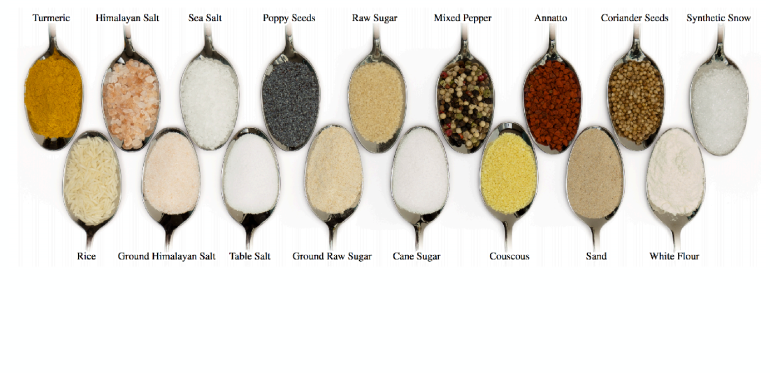 Turmeric Himalayan Salt Sea Salt Poppy Seeds Raw Sugar Mixed Pepper Annatto Coriander Seeds Synthetic Snow
Rice Ground Himalayan Salt Table Salt Ground Raw Sugar Cane Sugar Couscous Sand White Flour